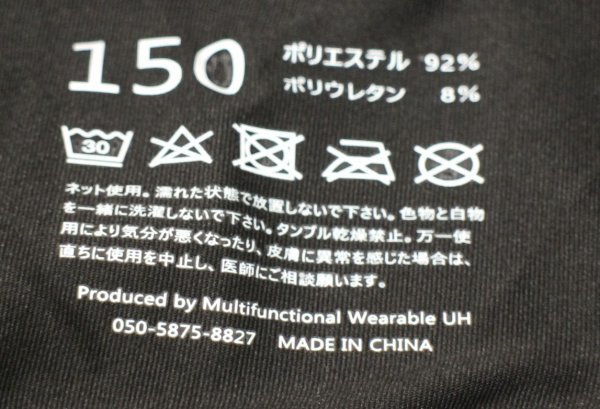 150
ポリエステル 92%
ポリウレタン 8%
30
ネット使用。濡れた状態で放置しないで下さい。色物と白物
を一緒に洗濯しないで下さい。タンブル乾燥禁止。万一使
用により気分が悪くなったり、皮膚に異常を感じた場合は、
直ちに使用を中止し、医師にご相談願います。
Produced by Multifunctional Wearable UH
050-5875-8827 MADE IN CHINA